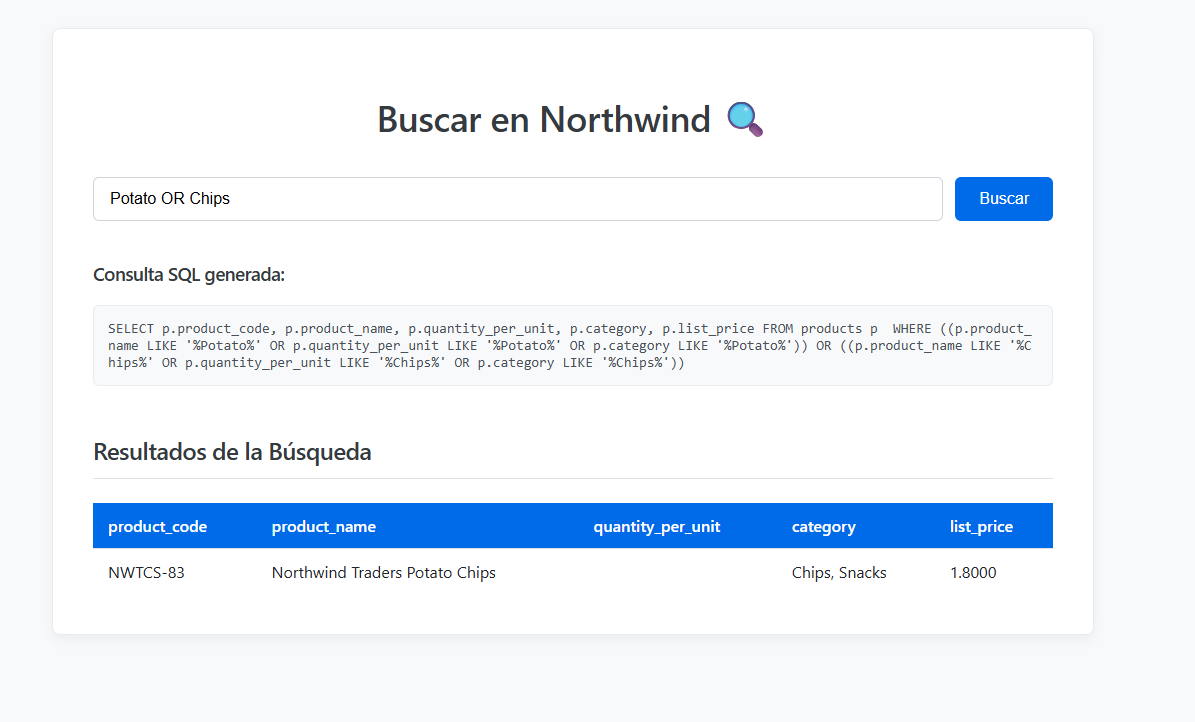 Buscar en Northwind
Potato OR Chips
Buscar
Consulta SQL generada:
SELECT p.product_code, p.product_name, p.quantity_per_unit, p.category, p.list_price FROM products p  WHERE ((p.product_
name LIKE '%Potato%' OR p.quantity_per_unit LIKE '%Potato%' OR p.category LIKE '%Potato%')) OR ((p.product_name LIKE '%C
hips%' OR p.quantity_per_unit LIKE '%Chips%' OR p.category LIKE '%Chips%'))
Resultados de la Búsqueda
product_code product_name quantity_per_unit category list_price
NWTCS-83 Northwind Traders Potato Chips Chips, Snacks 1.8000